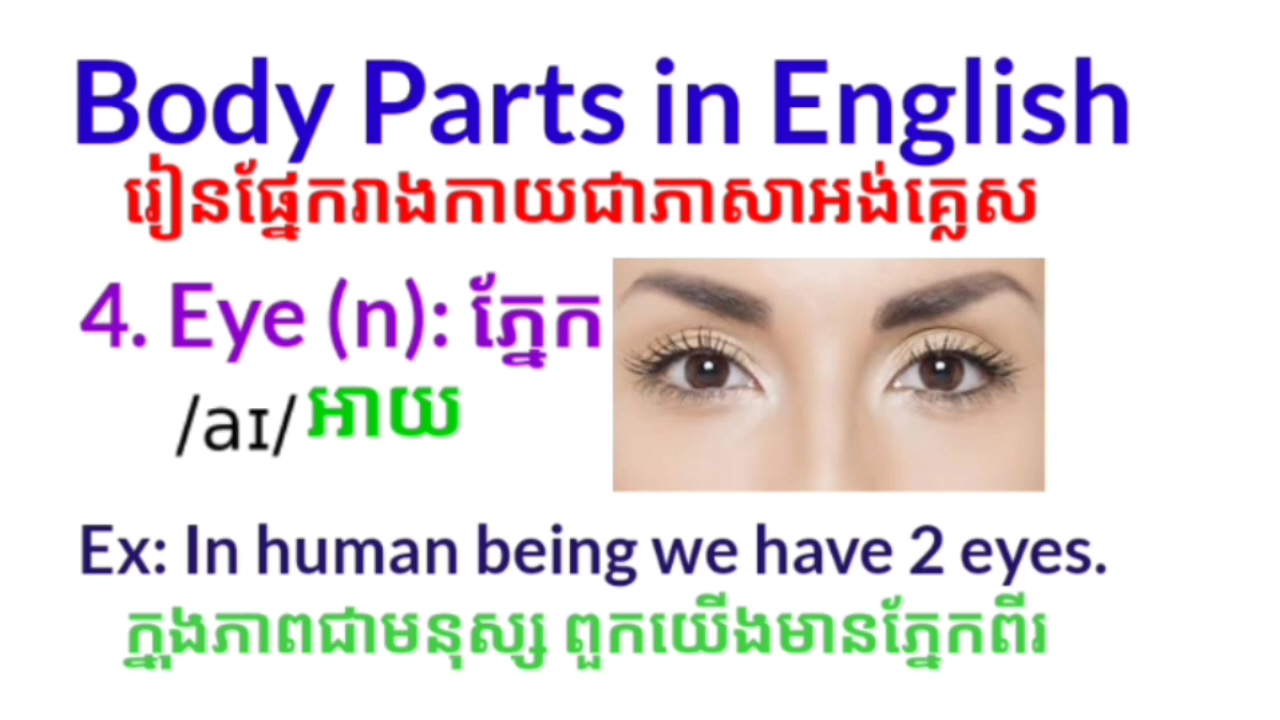 Body Parts in English
រៀនផ្នែករាងកាយជាភាសាអង់គ្លេស
4. Eye (n): ភ្នែក
/aɪ/ អាយ
Ex: In human being we have 2 eyes.
ក្នុងភាពជាមនុស្ស ពួកយើងមានភ្នែកពីរ